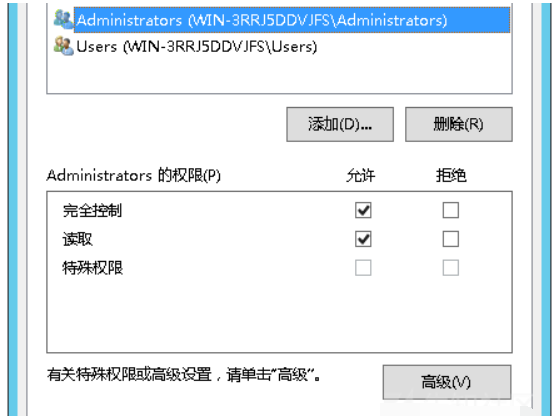 Administrators (WIN-3RRJ5DDVJFS\Administrators)
Users (WIN-3RRJ5DDVJFS\Users)
添加(D)... 删除(R)
Administrators 的权限(P) 允许 拒绝
完全控制
读取
特殊权限
有关特殊权限或高级设置，请单击“高级”。
高级(V)